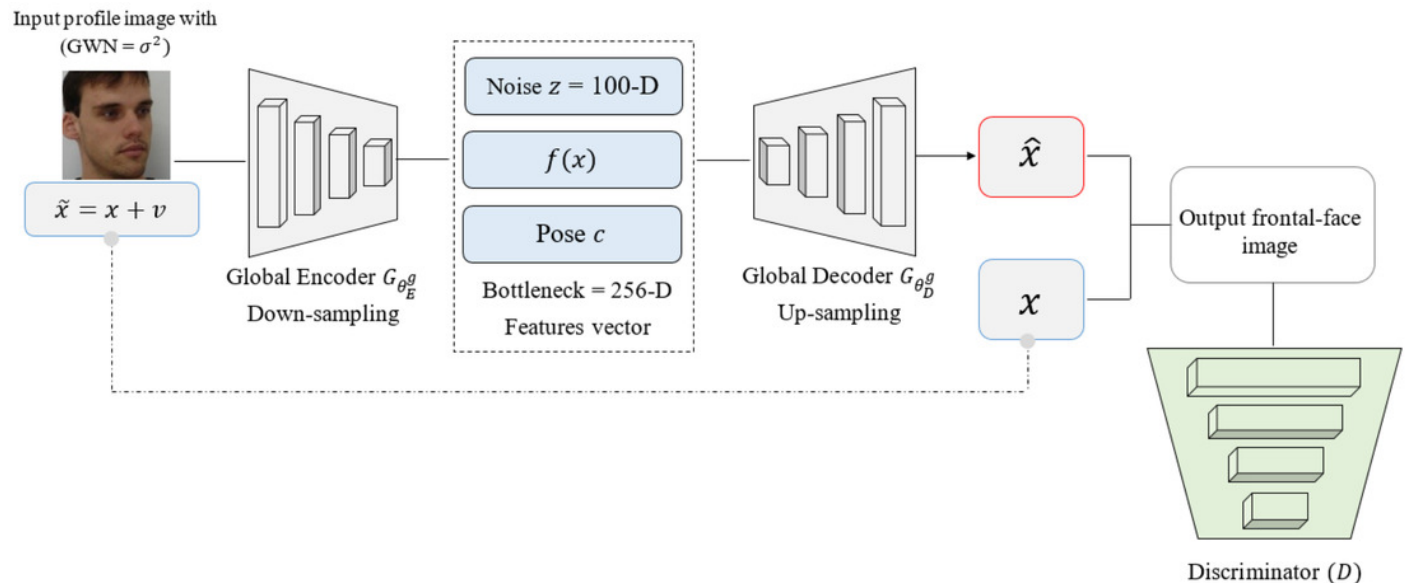 Input profile image with
(GWN = σ²)
x̃ = x + v
Global Encoder G_{θ_E^g}
Down-sampling
Noise z = 100-D
f(x)
Pose c
Bottleneck = 256-D
Features vector
Global Decoder G_{θ_D^g}
Up-sampling
x̂
x
Output frontal-face
image
Discriminator (D)